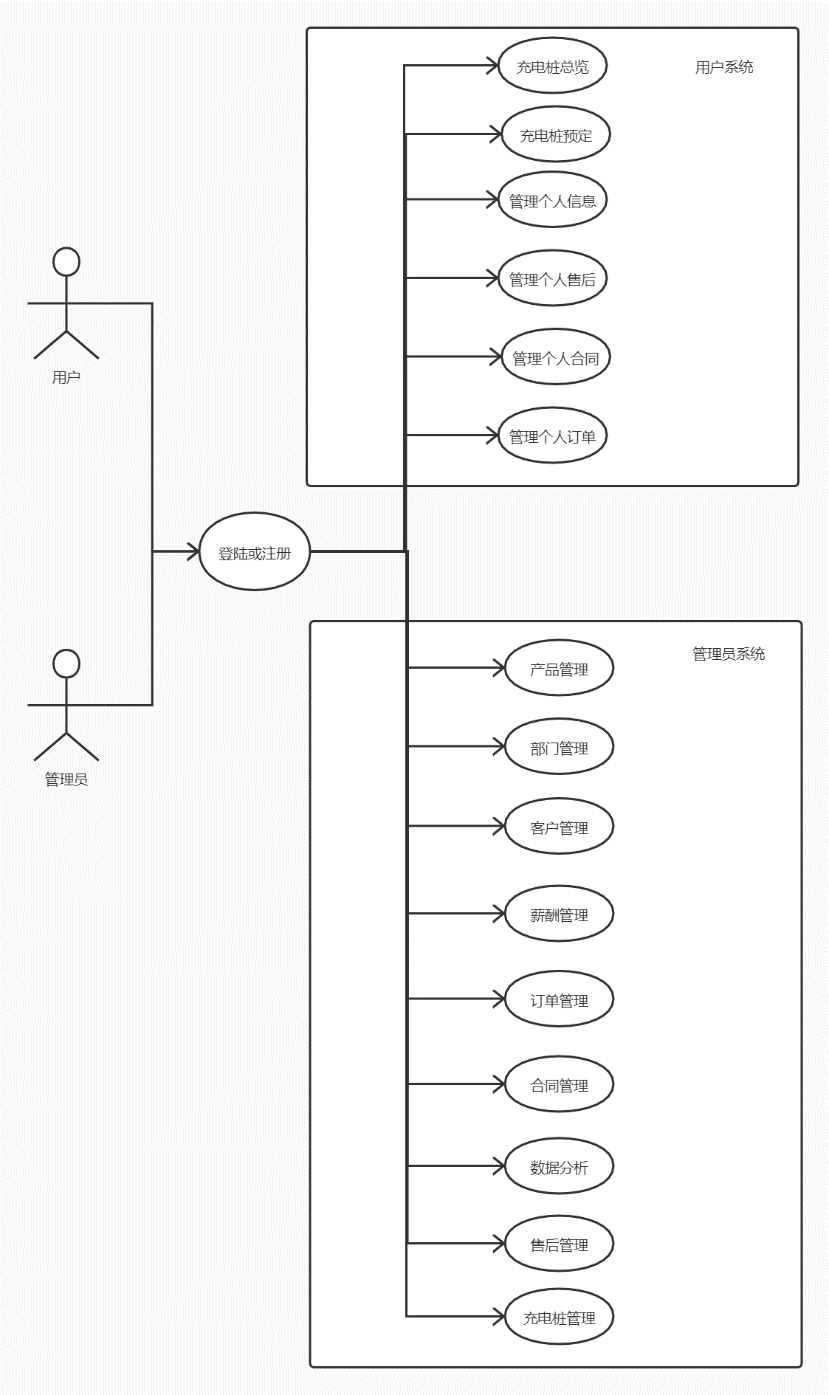 用户系统
充电桩总览
充电桩预定
管理个人信息
管理个人售后
管理个人合同
管理个人订单
用户
登陆或注册
管理员
管理员系统
产品管理
部门管理
客户管理
薪酬管理
订单管理
合同管理
数据分析
售后管理
充电桩管理